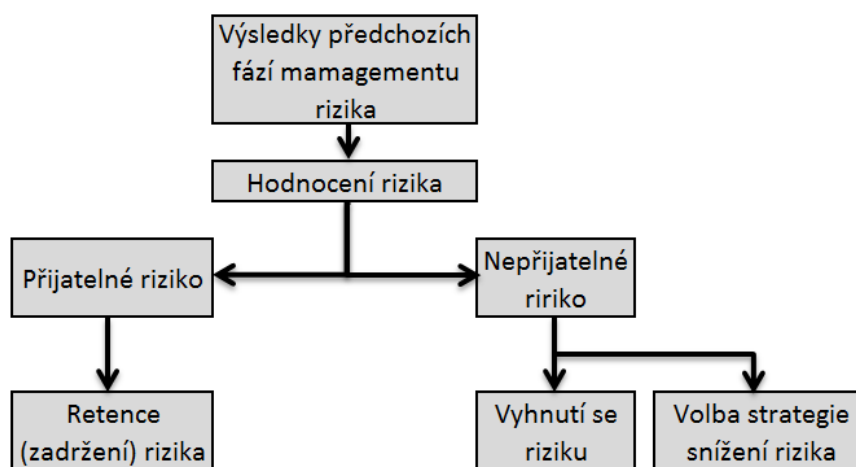 Výsledky předchozích
fází mamagementu
rizika
Hodnocení rizika
Přijatelné riziko
Nepřijatelné
ririko
Retence
(zadržení) rizika
Vyhnutí se
riziku
Volba strategie
snížení rizika